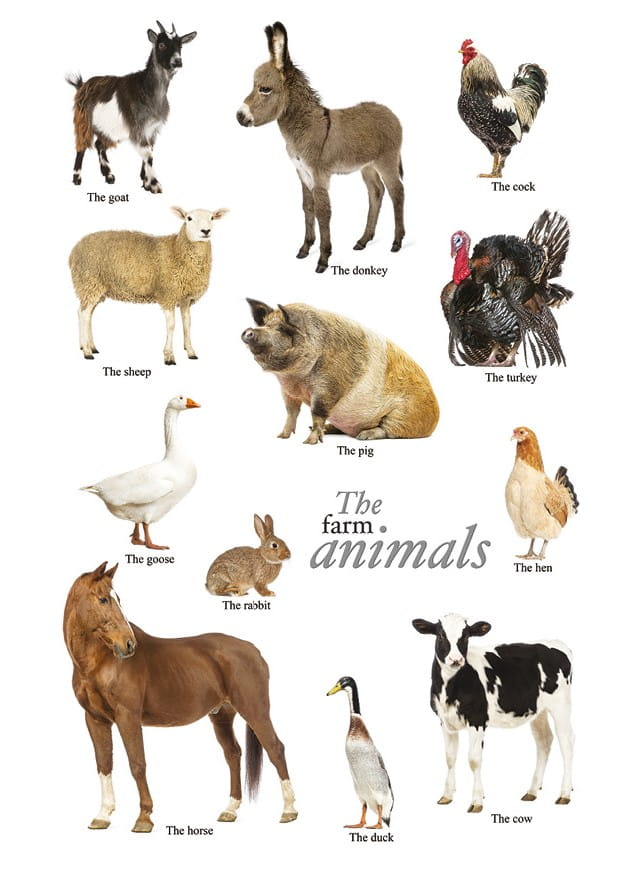 The goat
The cock
The donkey
The sheep
The turkey
The pig
The
farm
animals
The goose
The hen
The rabbit
The horse
The cow
The duck